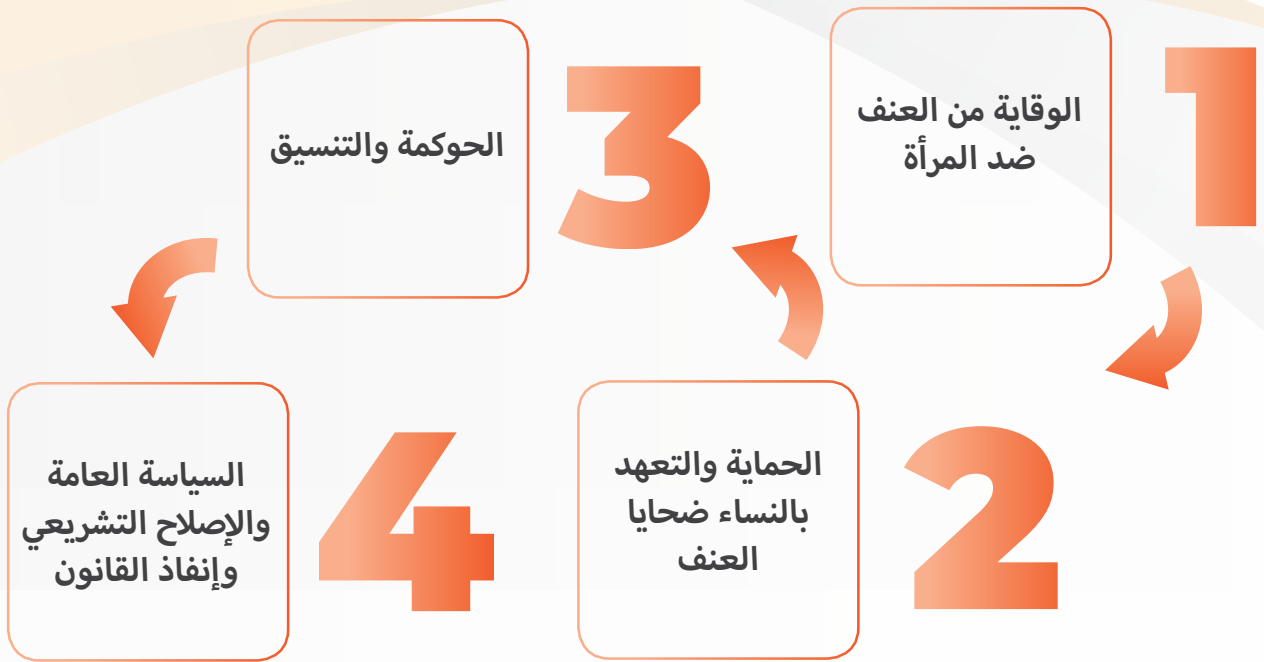 1
الوقاية من العنف
ضد المرأة
2
الحماية والتعهد
بالنساء ضحايا
العنف
3
الحوكمة والتنسيق
4
السياسة العامة
والإصلاح التشريعي
وإنفاذ القانون